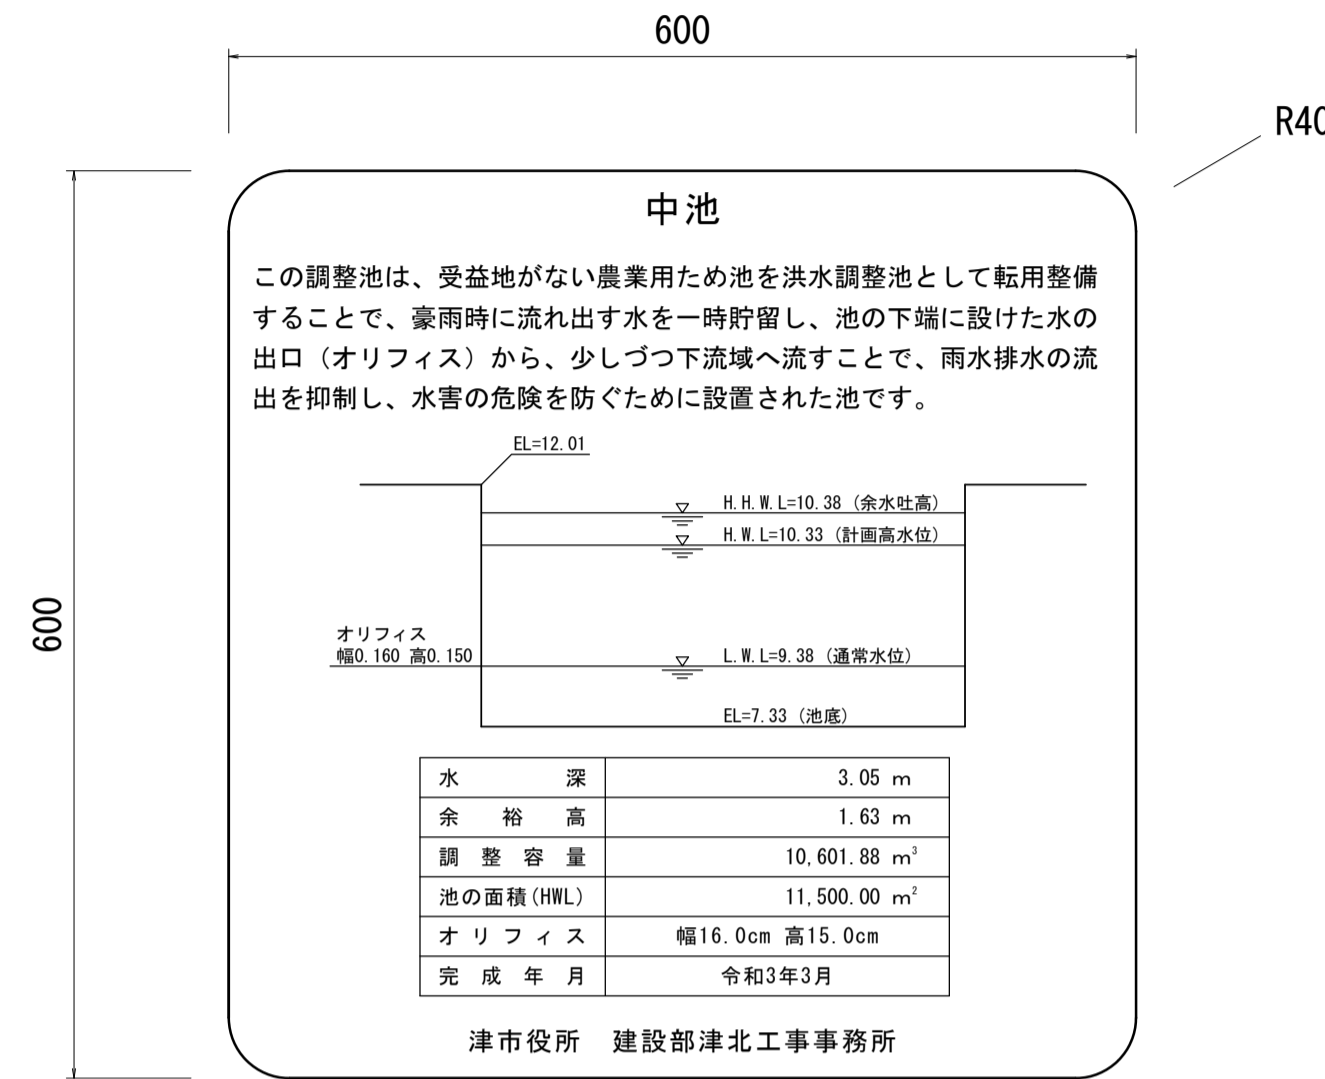 600
R40
600
中池
この調整池は、受益地がない農業用ため池を洪水調整池として転用整備
することで、豪雨時に流れ出す水を一時貯留し、池の下端に設けた水の
出口（オリフィス）から、少しづつ下流域へ流すことで、雨水排水の流
出を抑制し、水害の危険を防ぐために設置された池です。
EL=12.01
H.H.W.L=10.38（余水吐高）
H.W.L=10.33（計画高水位）
オリフィス
幅0.160 高0.150
L.W.L=9.38（通常水位）
EL=7.33（池底）
水深 3.05 m
余裕高 1.63 m
調整容量 10,601.88 m³
池の面積(HWL) 11,500.00 m²
オリフィス 幅16.0cm 高15.0cm
完成年月 令和3年3月
津市役所　建設部津北工事事務所